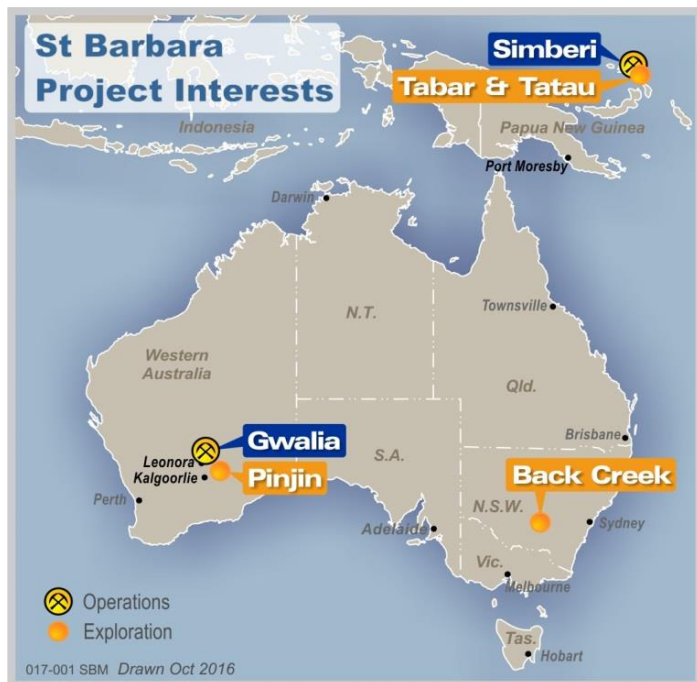 St Barbara
Project Interests
Simberi
Tabar & Tatau
Indonesia
Papua New Guinea
Port Moresby
Darwin
N.T.
Townsville
Western
Australia
Qld.
Brisbane
Gwalia
Leonora
Kalgoorlie
Pinjin
S.A.
Back Creek
Perth
N.S.W.
Sydney
Adelaide
Vic.
Melbourne
Operations
Exploration
Tas.
Hobart
017-001 SBM Drawn Oct 2016